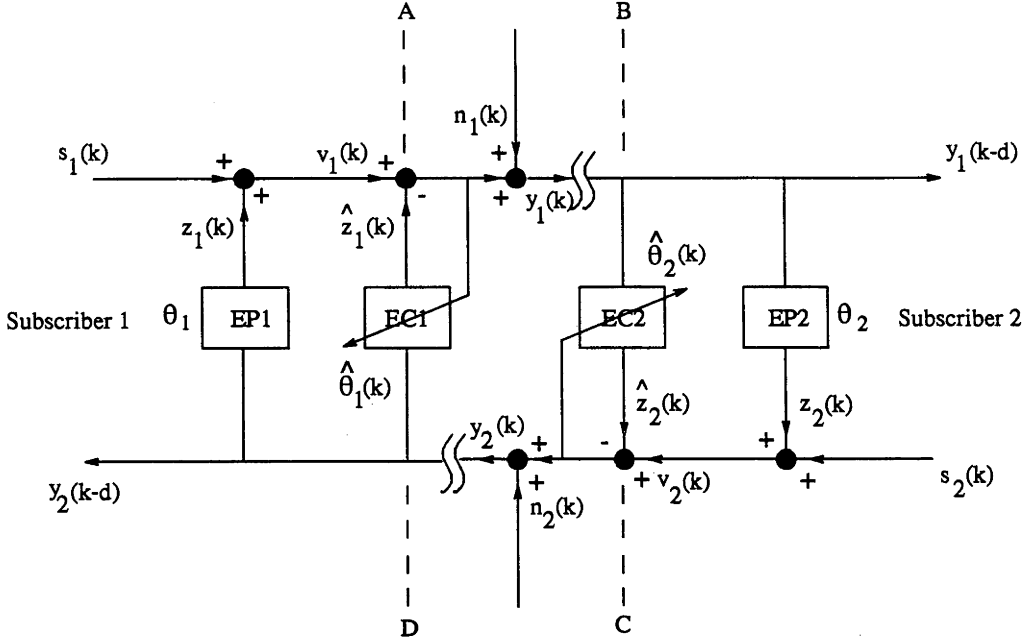 A B
n₁(k)
s₁(k) + v₁(k) + + y₁(k-d)
+ - + y₁(k)
z₁(k) ẑ₁(k)
θ̂₂(k)
Subscriber 1 θ₁ EP1 EC1 EC2 EP2 θ₂ Subscriber 2
θ̂₁(k) ẑ₂(k) z₂(k)
y₂(k) + - +
y₂(k-d) + + v₂(k) + s₂(k)
n₂(k)
D C